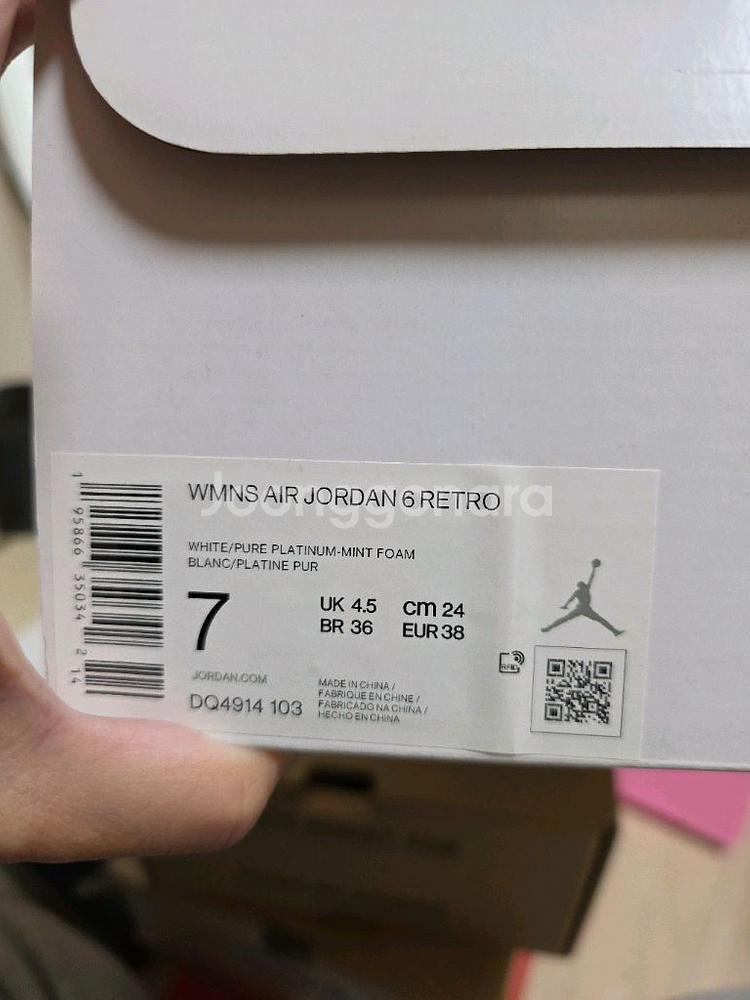 WMNS AIR JORDAN 6 RETRO
Joonggonara
WHITE/PURE PLATINUM-MINT FOAM
BLANC/PLATINE PUR
7
UK 4.5 cm 24
BR 36 EUR 38
RFID
JORDAN.COM
DQ4914 103
MADE IN CHINA /
FABRIQUE EN CHINE /
FABRICADO NA CHINA /
HECHO EN CHINA
1 95866 35034 2 14